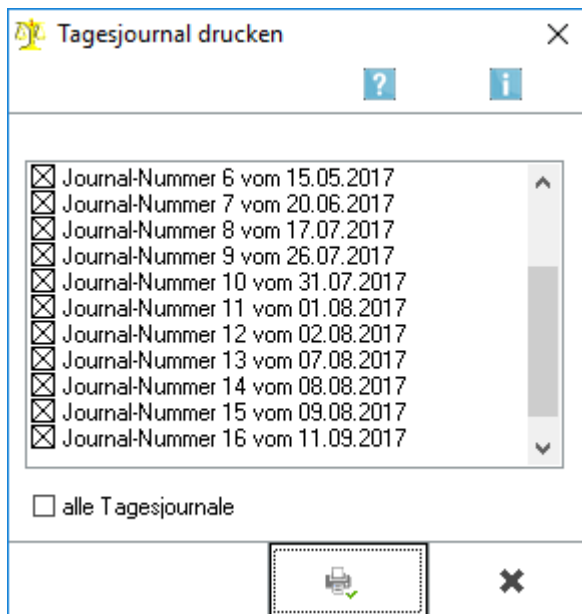 Tagesjournal drucken
?
i
Journal-Nummer 6 vom 15.05.2017
Journal-Nummer 7 vom 20.06.2017
Journal-Nummer 8 vom 17.07.2017
Journal-Nummer 9 vom 26.07.2017
Journal-Nummer 10 vom 31.07.2017
Journal-Nummer 11 vom 01.08.2017
Journal-Nummer 12 vom 02.08.2017
Journal-Nummer 13 vom 07.08.2017
Journal-Nummer 14 vom 08.08.2017
Journal-Nummer 15 vom 09.08.2017
Journal-Nummer 16 vom 11.09.2017
alle Tagesjournale